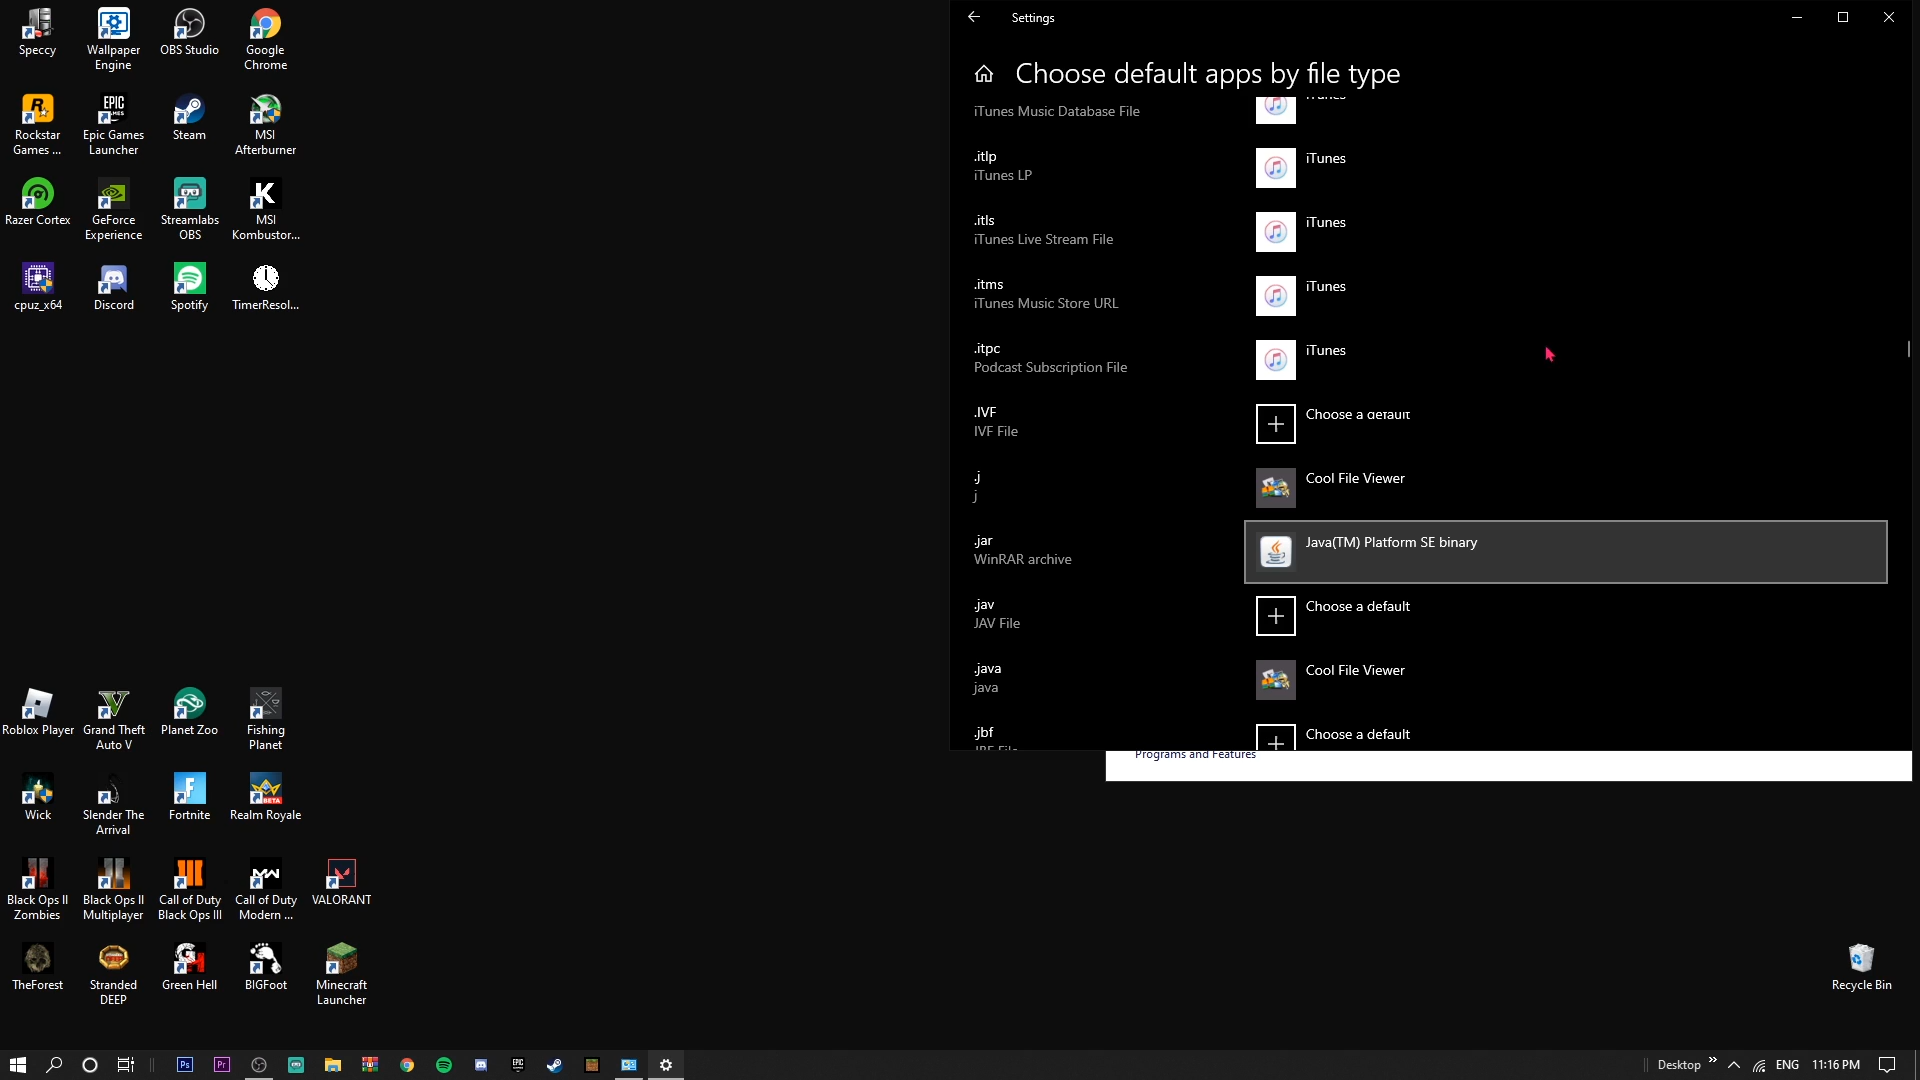 Speccy
Wallpaper
Engine
OBS Studio
Google
Chrome
Rockstar
Games ...
Epic Games
Launcher
Steam
MSI
Afterburner
Razer Cortex
GeForce
Experience
Streamlabs
OBS
MSI
Kombustor...
cpuz_x64
Discord
Spotify
TimerResol...
Roblox Player
Grand Theft
Auto V
Planet Zoo
Fishing
Planet
Wick
Slender The
Arrival
Fortnite
Realm Royale
Black Ops II
Zombies
Black Ops II
Multiplayer
Call of Duty
Black Ops III
Call of Duty
Modern ...
VALORANT
TheForest
Stranded
DEEP
Green Hell
BIGFoot
Minecraft
Launcher
Settings
Choose default apps by file type
iTunes Music Database File
iTunes
.itlp
iTunes LP
iTunes
.itls
iTunes Live Stream File
iTunes
.itms
iTunes Music Store URL
iTunes
.itpc
Podcast Subscription File
iTunes
.IVF
IVF File
Choose a default
.j
j
Cool File Viewer
.jar
WinRAR archive
Java(TM) Platform SE binary
.jav
JAV File
Choose a default
.java
java
Cool File Viewer
.jbf
JBF File
Choose a default
Programs and Features
Recycle Bin
Desktop
ENG
11:16 PM